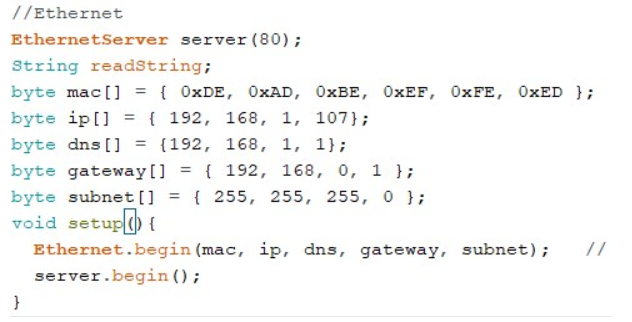 //Ethernet
EthernetServer server(80);
String readString;
byte mac[] = { 0xDE, 0xAD, 0xBE, 0xEF, 0xFE, 0xED };
byte ip[] = { 192, 168, 1, 107};
byte dns[] = {192, 168, 1, 1};
byte gateway[] = { 192, 168, 0, 1 };
byte subnet[] = { 255, 255, 255, 0 };
void setup(){
  Ethernet.begin(mac, ip, dns, gateway, subnet);   //
  server.begin();
}